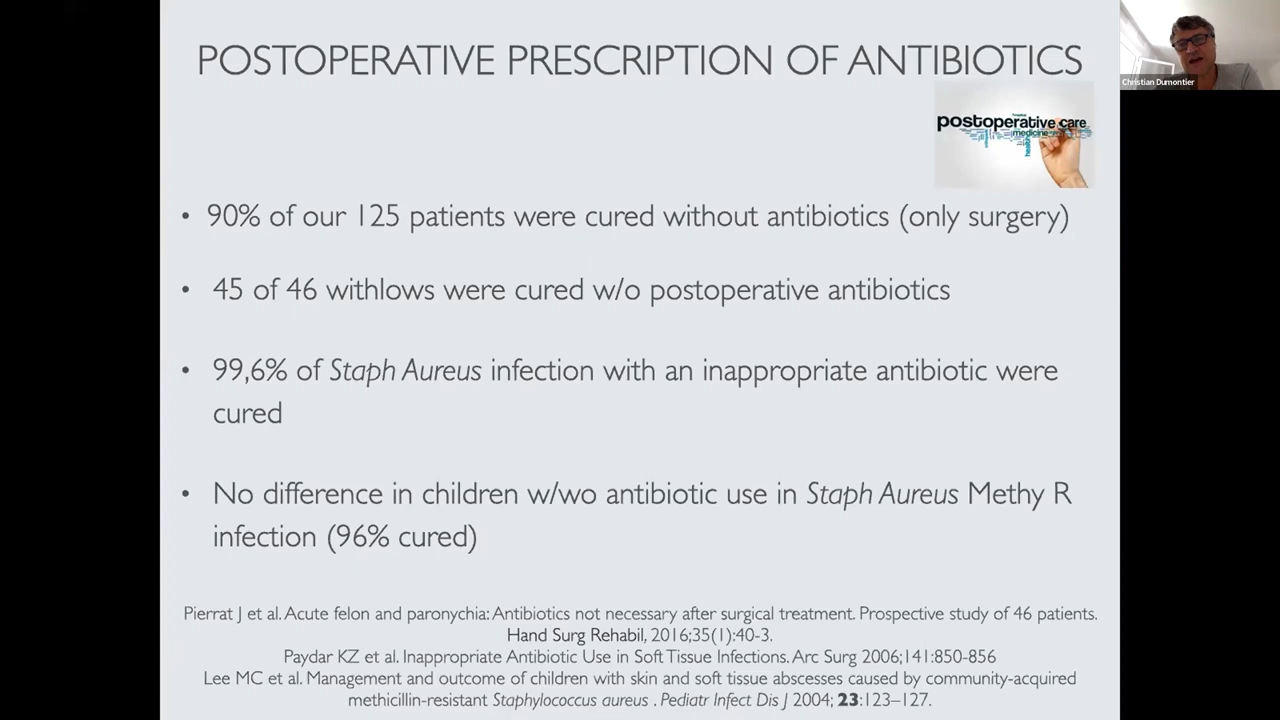 POSTOPERATIVE PRESCRIPTION OF ANTIBIOTICS
Christian Dumontier
postoperative care
medicine
health
• 90% of our 125 patients were cured without antibiotics (only surgery)
• 45 of 46 withlows were cured w/o postoperative antibiotics
• 99,6% of Staph Aureus infection with an inappropriate antibiotic were
cured
• No difference in children w/wo antibiotic use in Staph Aureus Methy R
infection (96% cured)
Pierrat J et al. Acute felon and paronychia: Antibiotics not necessary after surgical treatment. Prospective study of 46 patients.
Hand Surg Rehabil, 2016;35(1):40-3.
Paydar KZ et al. Inappropriate Antibiotic Use in Soft Tissue Infections. Arc Surg 2006;141:850-856
Lee MC et al. Management and outcome of children with skin and soft tissue abscesses caused by community-acquired
methicillin-resistant Staphylococcus aureus . Pediatr Infect Dis J 2004; 23:123–127.